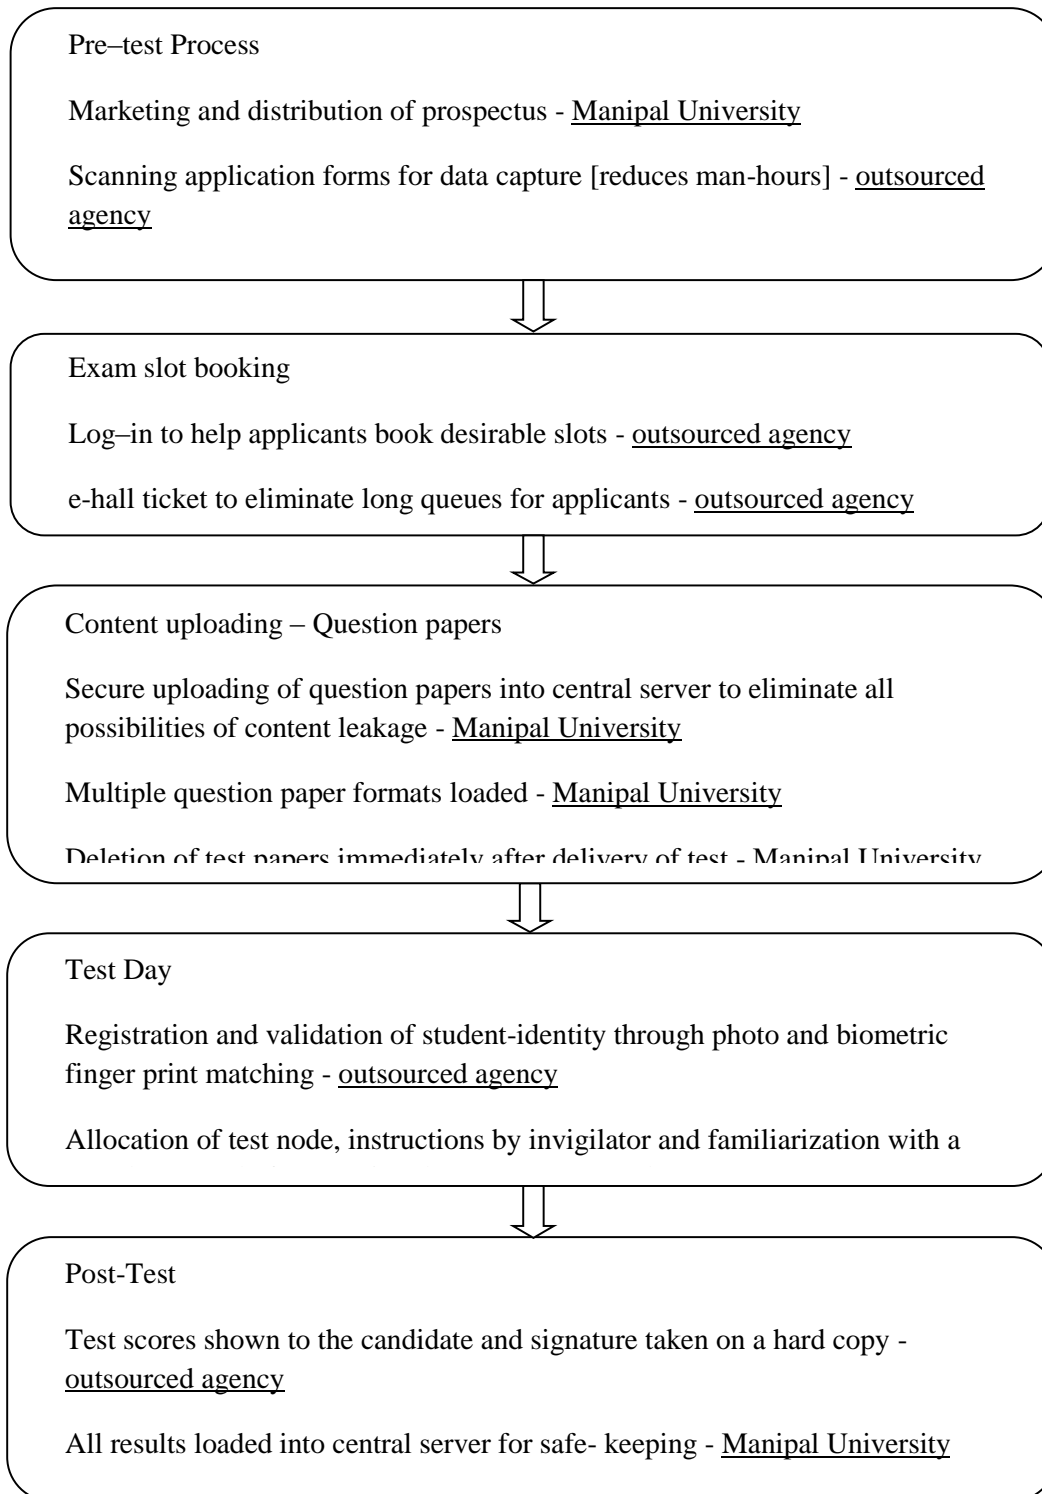 Pre–test Process
Marketing and distribution of prospectus - Manipal University
Scanning application forms for data capture [reduces man-hours] - outsourced
agency
Exam slot booking
Log–in to help applicants book desirable slots - outsourced agency
e-hall ticket to eliminate long queues for applicants - outsourced agency
Content uploading – Question papers
Secure uploading of question papers into central server to eliminate all
possibilities of content leakage - Manipal University
Multiple question paper formats loaded - Manipal University
Deletion of test papers immediately after delivery of test - Manipal University
Test Day
Registration and validation of student-identity through photo and biometric
finger print matching - outsourced agency
Allocation of test node, instructions by invigilator and familiarization with a
Post-Test
Test scores shown to the candidate and signature taken on a hard copy -
outsourced agency
All results loaded into central server for safe- keeping - Manipal University